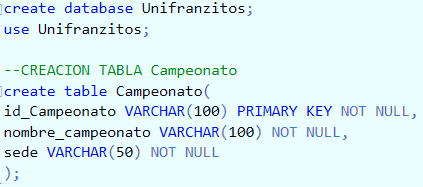 create database Unifranzitos;
use Unifranzitos;
--CREACION TABLA Campeonato
create table Campeonato(
id_Campeonato VARCHAR(100) PRIMARY KEY NOT NULL,
nombre_campeonato VARCHAR(100) NOT NULL,
sede VARCHAR(50) NOT NULL
);